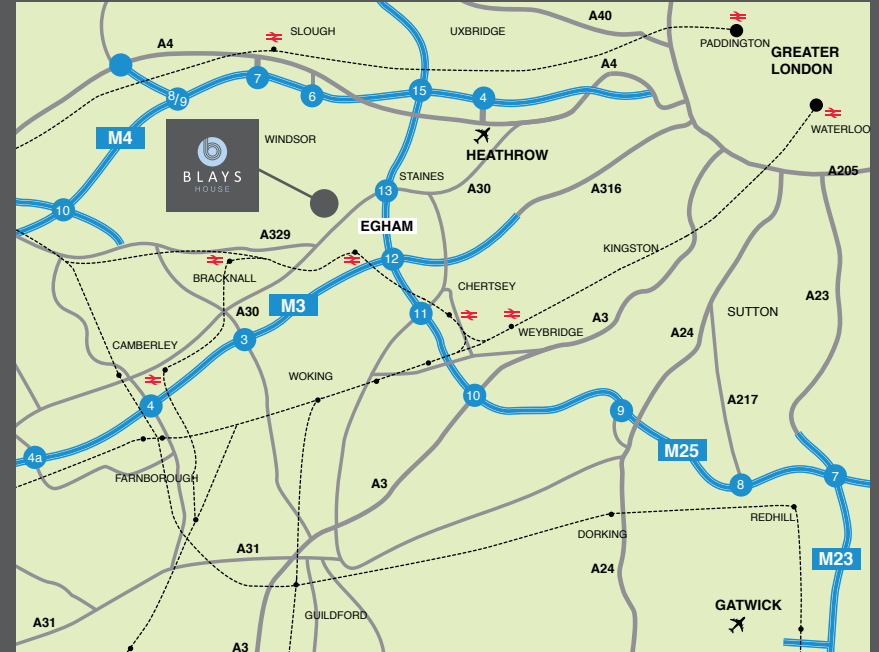 A40
SLOUGH
UXBRIDGE
A4
PADDINGTON
GREATER
LONDON
A4
7
8/9
6
15
4
M4
WINDSOR
WATERLOO
HEATHROW
BLAYS
HOUSE
STAINES
A205
13
A30
A316
10
EGHAM
A329
KINGSTON
12
BRACKNALL
CHERTSEY
A23
M3
A30
11
A3
SUTTON
WEYBRIDGE
A24
3
CAMBERLEY
WOKING
10
A217
4
9
M25
4a
FARNBOROUGH
A3
8
7
REDHILL
DORKING
A31
M23
A24
GATWICK
GUILDFORD
A31
A3